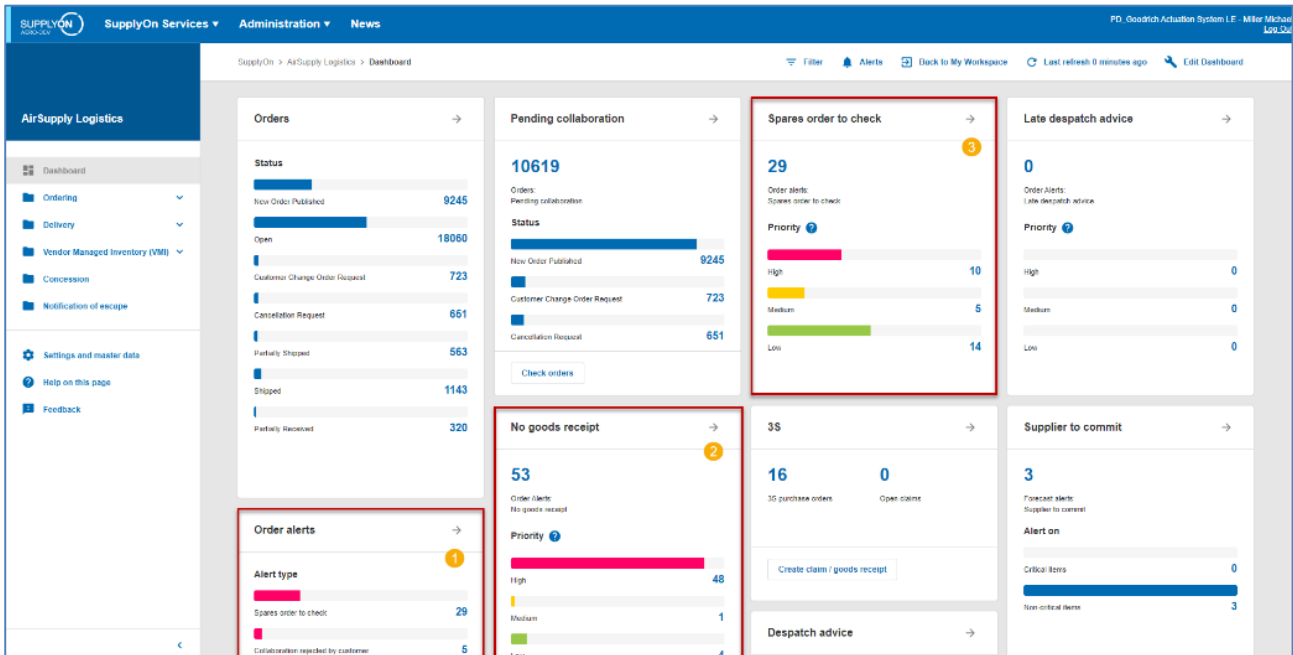 SUPPLYON
AERO-DEV
SupplyOn Services ▾ Administration ▾ News
PD_Goodrich Actuation System LE - Miller Michael
Log Out
SupplyOn > AirSupply Logistics > Dashboard
Filter
Alerts
Back to My Workspace
Last refresh 0 minutes ago
Edit Dashboard
AirSupply Logistics
Dashboard
Ordering
Delivery
Vendor Managed Inventory (VMI)
Concession
Notification of escape
Settings and master data
Help on this page
Feedback
Orders
Status
New Order Published 9245
Open 18060
Customer Change Order Request 723
Cancellation Request 651
Partially Shipped 563
Shipped 1143
Partially Received 320
Order alerts
1
Alert type
Spares order to check 29
Collaboration rejected by customer 5
Pending collaboration
10619
Orders:
Pending collaboration
Status
New Order Published 9245
Customer Change Order Request 723
Cancellation Request 651
Check orders
No goods receipt
2
53
Order Alerts:
No goods receipt
Priority ?
High 48
Medium 1
Low 4
Spares order to check
3
29
Order alerts:
Spares order to check
Priority ?
High 10
Medium 5
Low 14
3S
16 0
3S purchase orders Open claims
Create claim / goods receipt
Despatch advice
Late despatch advice
0
Order Alerts:
Late despatch advice
Priority ?
High 0
Medium 0
Low 0
Supplier to commit
3
Forecast alerts:
Supplier to commit
Alert on
Critical items 0
Non-critical items 3